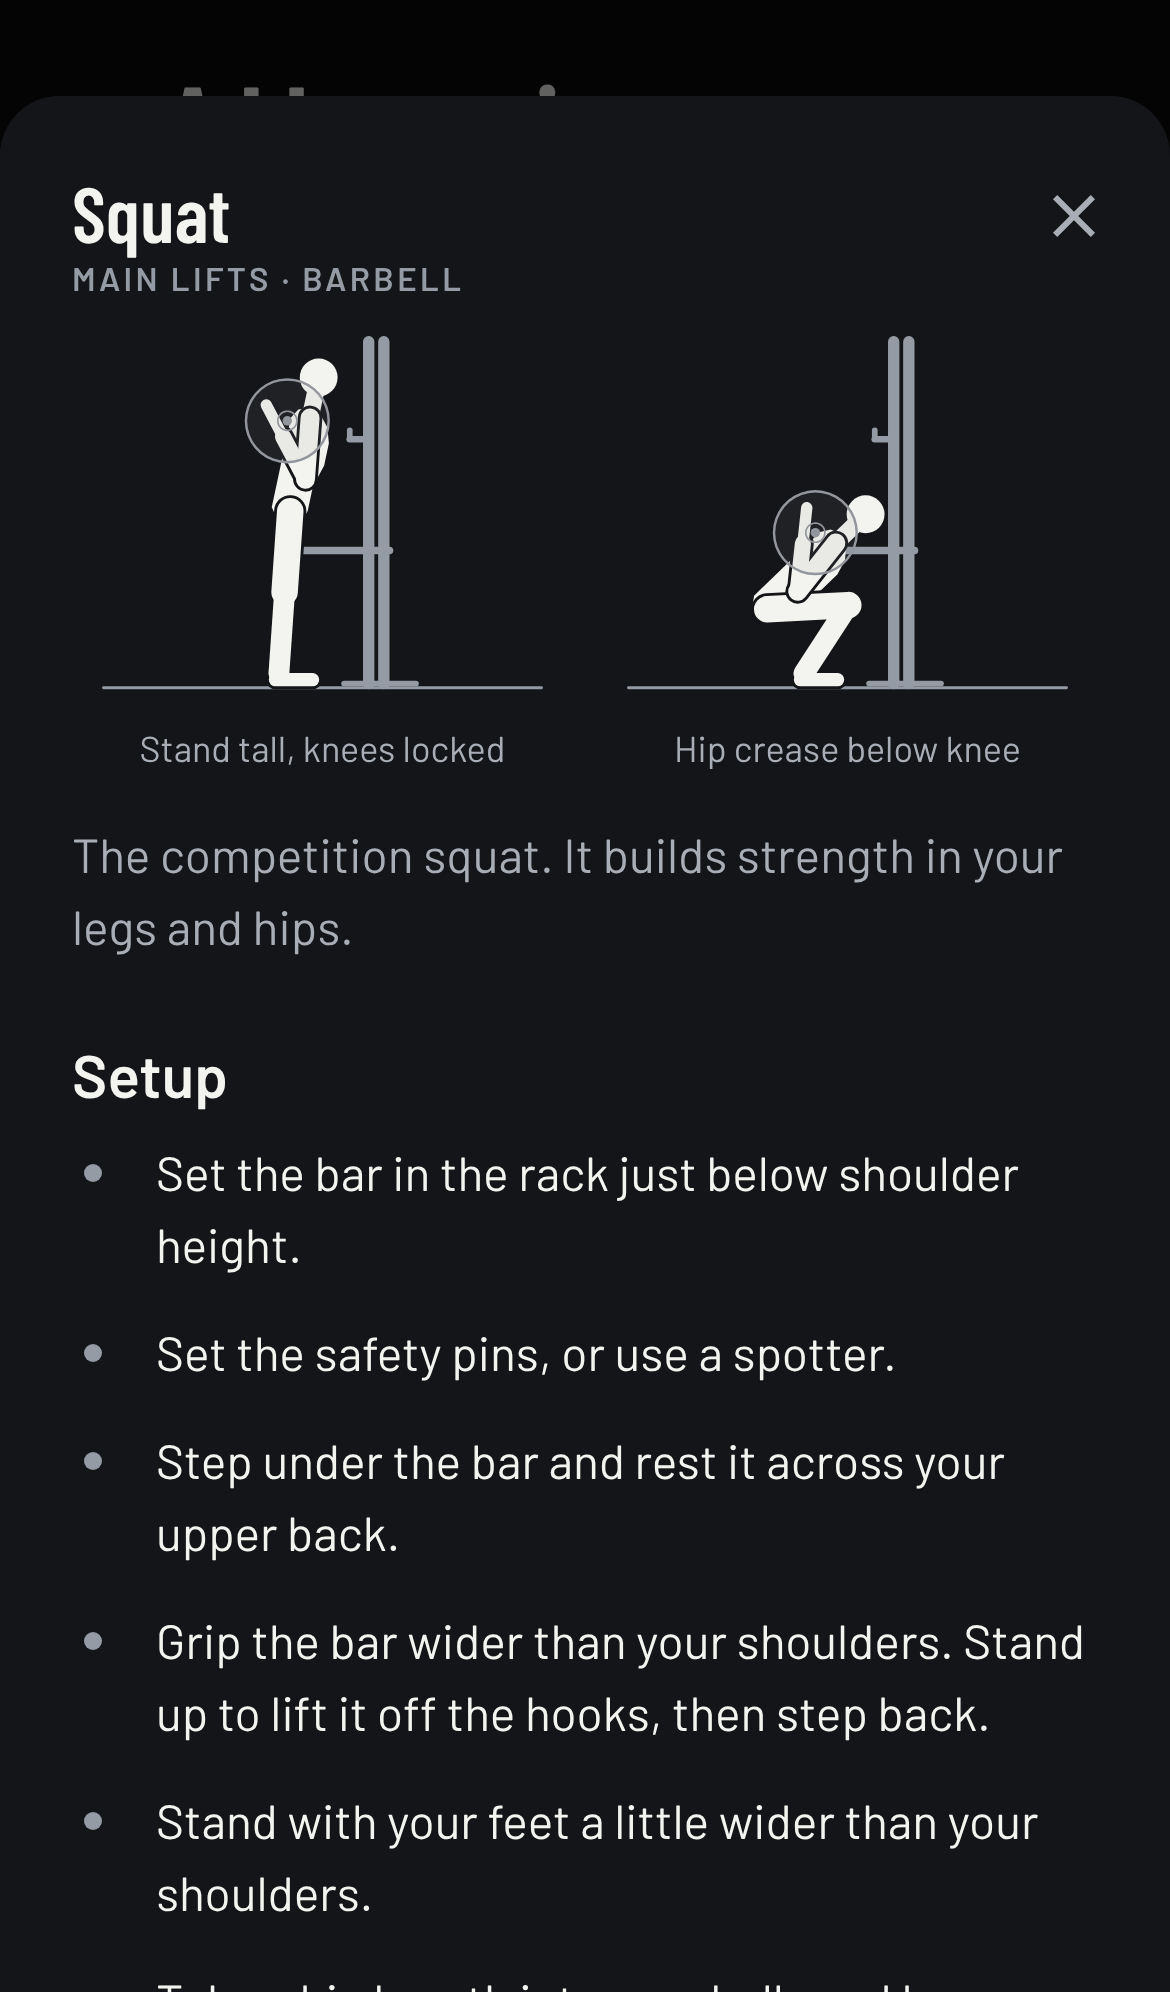 Squat
MAIN LIFTS · BARBELL
Stand tall, knees locked
Hip crease below knee
The competition squat. It builds strength in your
legs and hips.
Setup
Set the bar in the rack just below shoulder
height.
Set the safety pins, or use a spotter.
Step under the bar and rest it across your
upper back.
Grip the bar wider than your shoulders. Stand
up to lift it off the hooks, then step back.
Stand with your feet a little wider than your
shoulders.